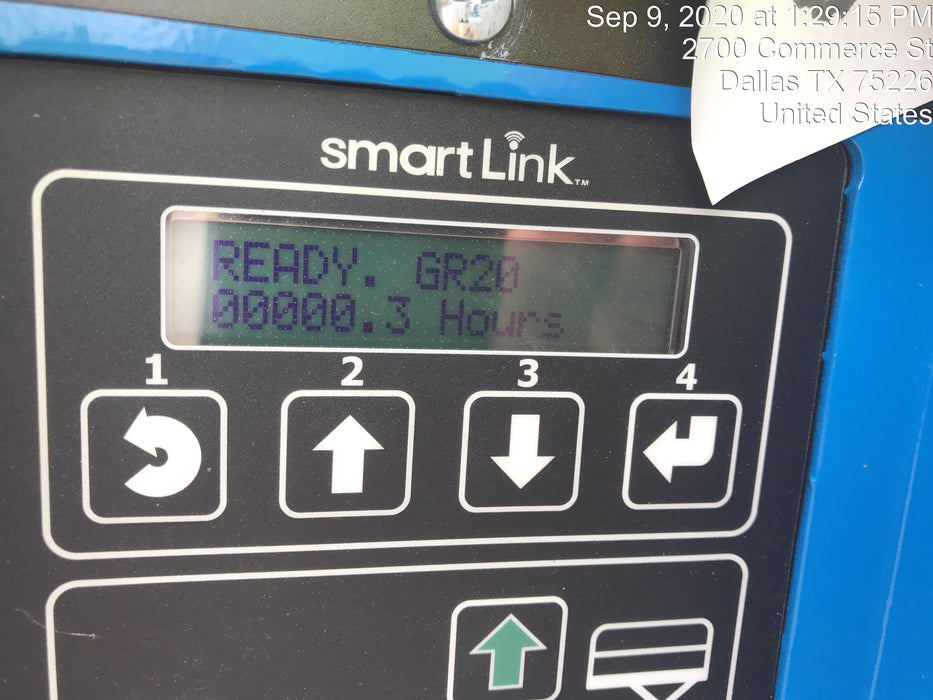 Sep 9, 2020 at 1:29:15 PM
2700 Commerce St
Dallas TX 75226
United States
smart Link™
READY. GR20
00000.3 Hours
1 2 3 4